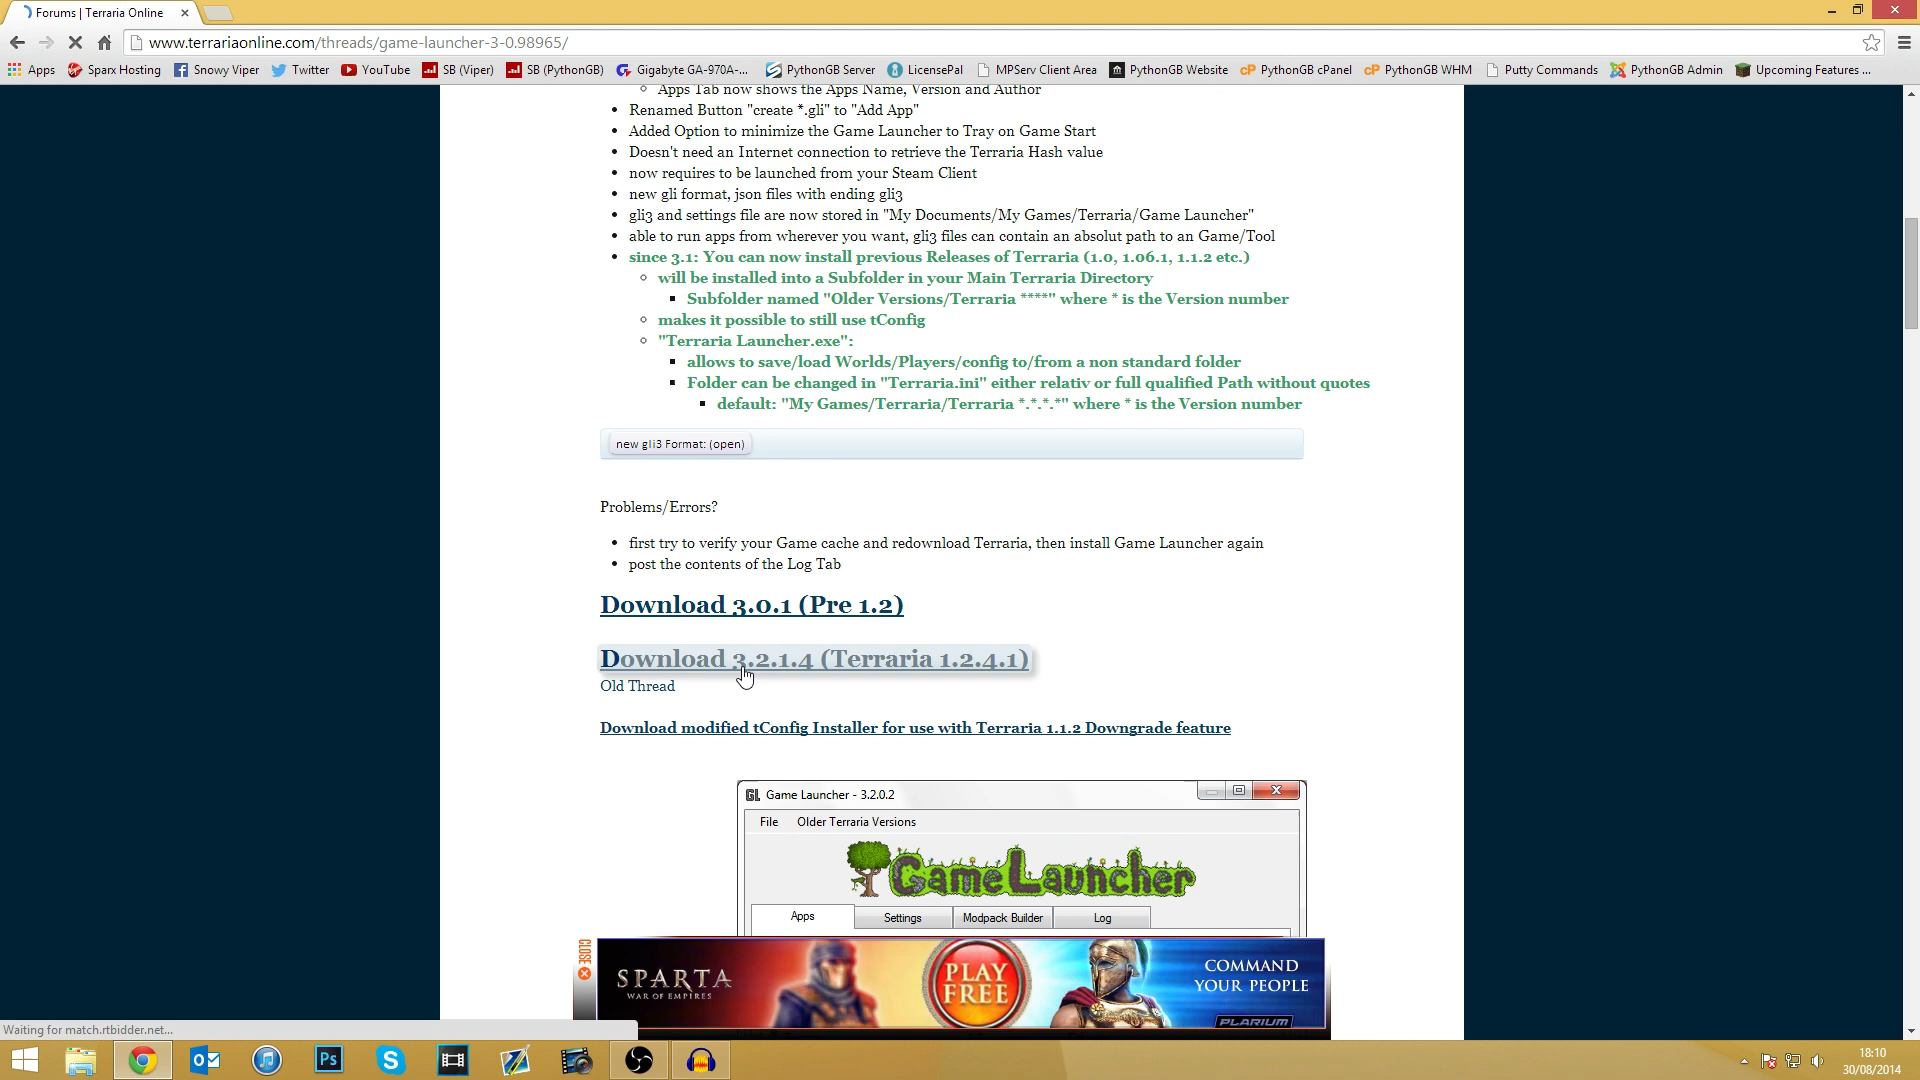 Forums | Terraria Online
www.terrariaonline.com/threads/game-launcher-3-0.98965/
Apps
Sparx Hosting
Snowy Viper
Twitter
YouTube
SB (Viper)
SB (PythonGB)
Gigabyte GA-970A-...
PythonGB Server
LicensePal
MPServ Client Area
PythonGB Website
PythonGB cPanel
PythonGB WHM
Putty Commands
PythonGB Admin
Upcoming Features ...
Apps Tab now shows the Apps Name, Version and Author
Renamed Button "create *.gli" to "Add App"
Added Option to minimize the Game Launcher to Tray on Game Start
Doesn't need an Internet connection to retrieve the Terraria Hash value
now requires to be launched from your Steam Client
new gli format, json files with ending gli3
gli3 and settings file are now stored in "My Documents/My Games/Terraria/Game Launcher"
able to run apps from wherever you want, gli3 files can contain an absolut path to an Game/Tool
since 3.1: You can now install previous Releases of Terraria (1.0, 1.06.1, 1.1.2 etc.)
will be installed into a Subfolder in your Main Terraria Directory
Subfolder named "Older Versions/Terraria ****" where * is the Version number
makes it possible to still use tConfig
"Terraria Launcher.exe":
allows to save/load Worlds/Players/config to/from a non standard folder
Folder can be changed in "Terraria.ini" either relativ or full qualified Path without quotes
default: "My Games/Terraria/Terraria *.*.*.*" where * is the Version number
new gli3 Format: (open)
Problems/Errors?
first try to verify your Game cache and redownload Terraria, then install Game Launcher again
post the contents of the Log Tab
Download 3.0.1 (Pre 1.2)
Download 3.2.1.4 (Terraria 1.2.4.1)
Old Thread
Download modified tConfig Installer for use with Terraria 1.1.2 Downgrade feature
GL Game Launcher - 3.2.0.2
File Older Terraria Versions
GameLauncher
Apps Settings Modpack Builder Log
CLOSE
SPARTA
WAR OF EMPIRES
PLAY
FREE
COMMAND
YOUR PEOPLE
PLARIUM
Waiting for match.rtbidder.net...
Ps
18:10
30/08/2014